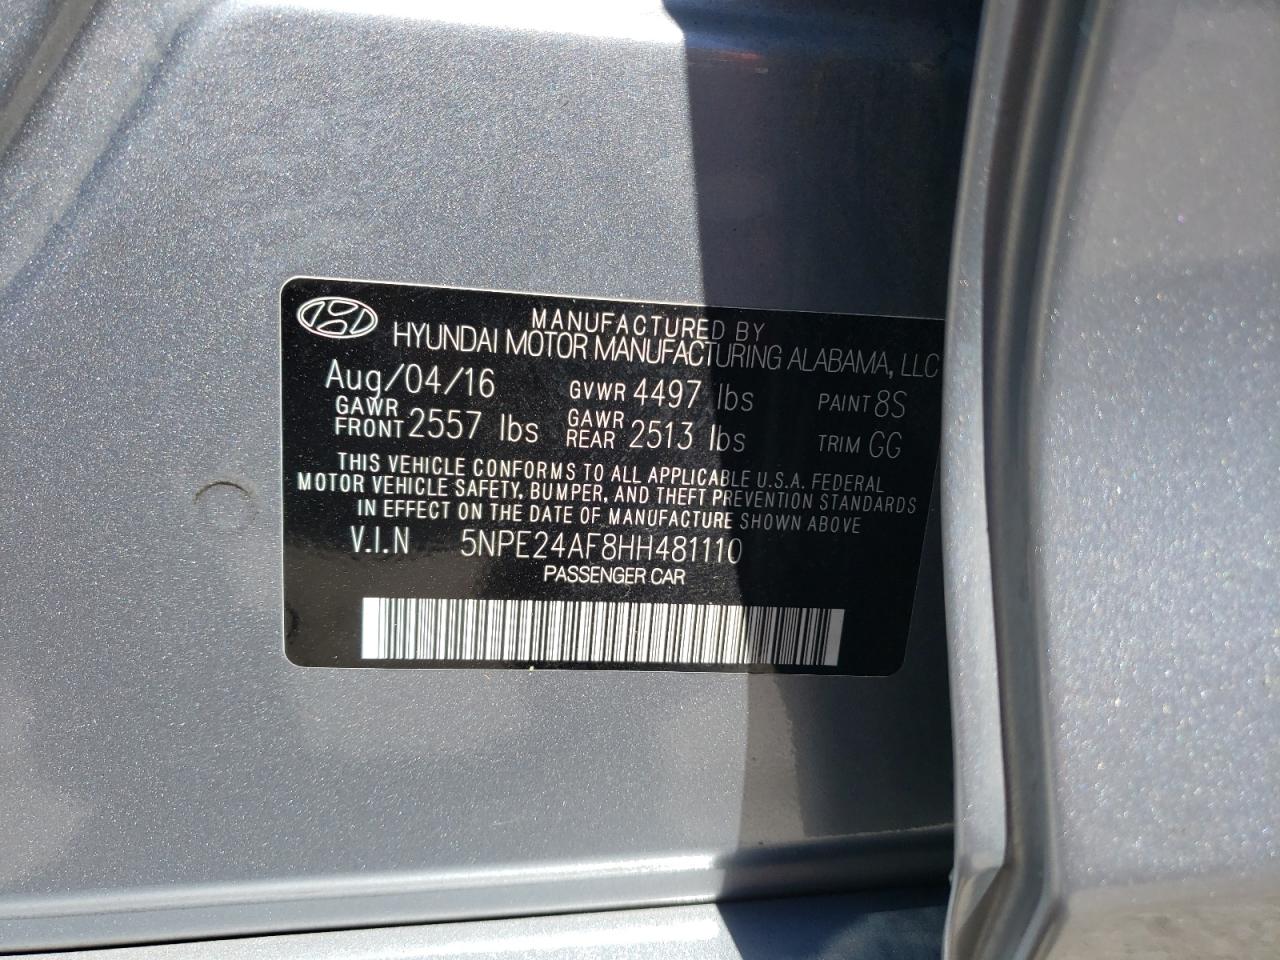 MANUFACTURED BY
HYUNDAI MOTOR MANUFACTURING ALABAMA, LLC
Aug/04/16 GVWR 4497 lbs PAINT 8S
GAWR FRONT 2557 lbs GAWR REAR 2513 lbs TRIM GG
THIS VEHICLE CONFORMS TO ALL APPLICABLE U.S.A. FEDERAL
MOTOR VEHICLE SAFETY, BUMPER, AND THEFT PREVENTION STANDARDS
IN EFFECT ON THE DATE OF MANUFACTURE SHOWN ABOVE
V.I.N 5NPE24AF8HH481110
PASSENGER CAR